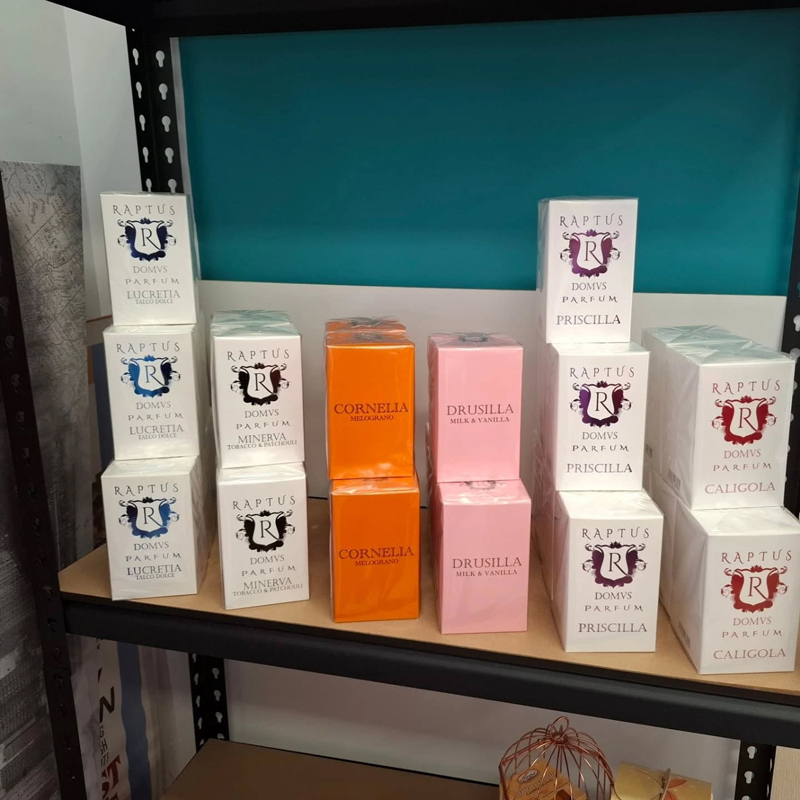 RAPTUS
R
DOMVS
PARFUM
LUCRETIA
TALCO DOLCE
RAPTUS
R
DOMVS
PARFUM
LUCRETIA
TALCO DOLCE
RAPTUS
R
DOMVS
PARFUM
LUCRETIA
TALCO DOLCE
RAPTUS
R
DOMVS
PARFUM
MINERVA
TOBACCO & PATCHOULI
RAPTUS
R
DOMVS
PARFUM
MINERVA
TOBACCO & PATCHOULI
CORNELIA
MELOGRANO
CORNELIA
MELOGRANO
DRUSILLA
MILK & VANILLA
DRUSILLA
MILK & VANILLA
RAPTUS
R
DOMVS
PARFUM
PRISCILLA
RAPTUS
R
DOMVS
PARFUM
PRISCILLA
RAPTUS
R
DOMVS
PARFUM
PRISCILLA
RAPTUS
R
DOMVS
PARFUM
CALIGOLA
RAPTUS
R
DOMVS
PARFUM
CALIGOLA